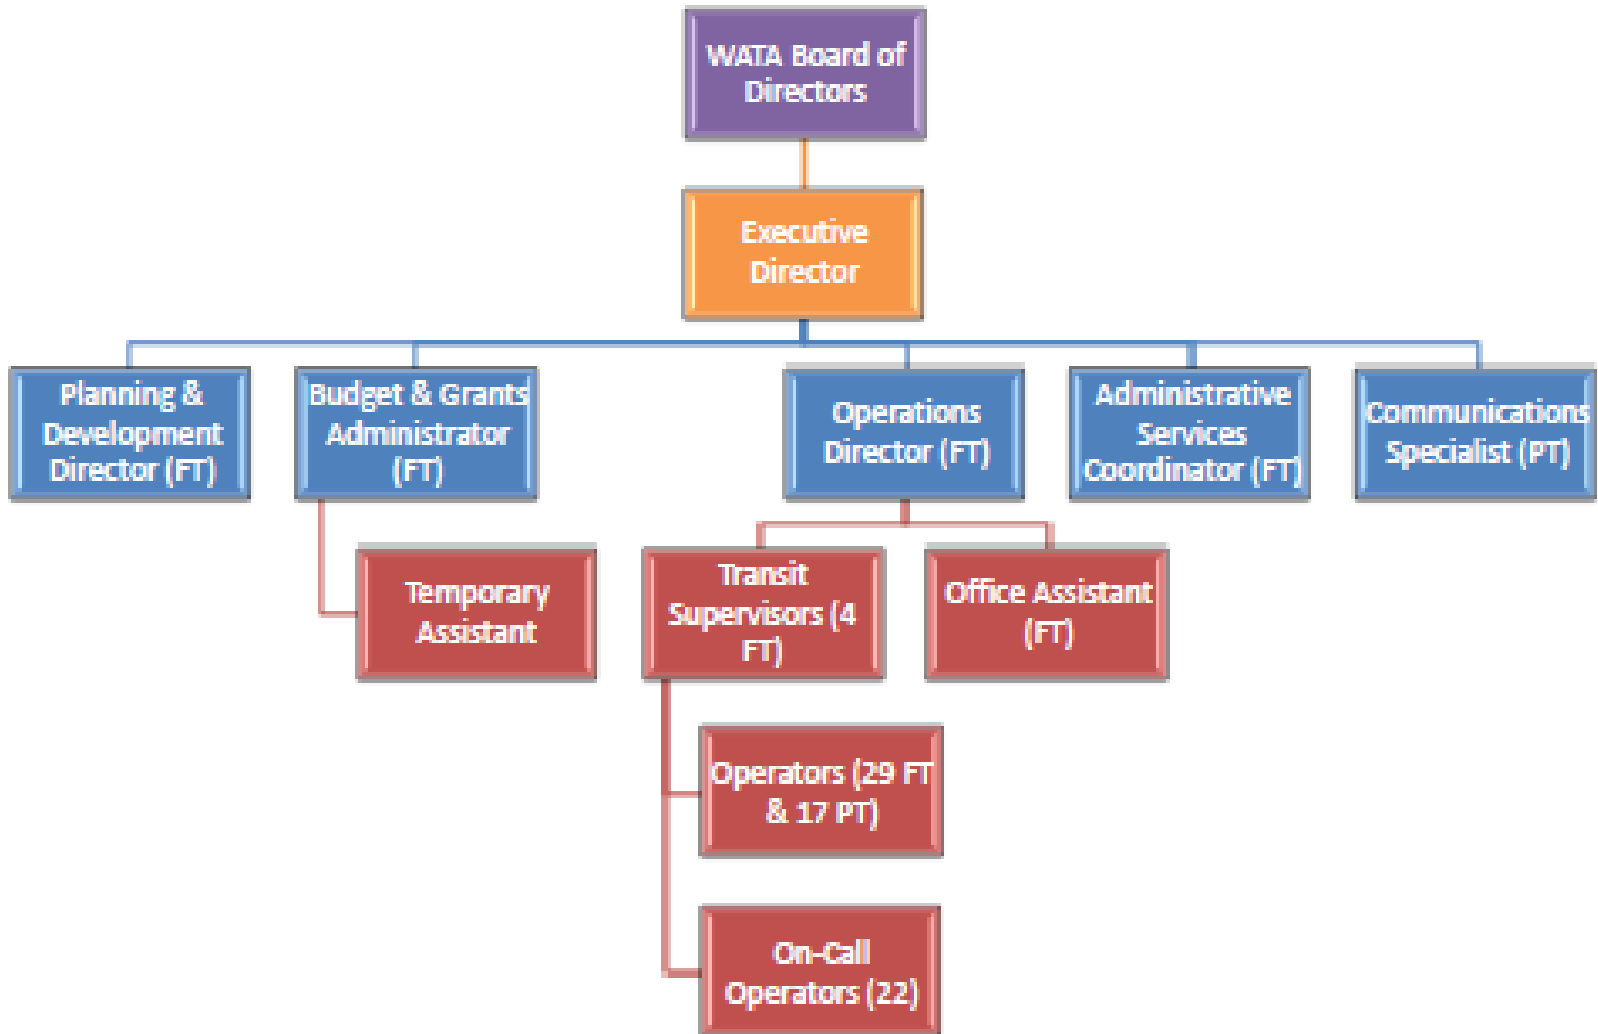 WATA Board of
Directors
Executive
Director
Planning &
Development
Director (FT)
Budget & Grants
Administrator
(FT)
Operations
Director (FT)
Administrative
Services
Coordinator (FT)
Communications
Specialist (PT)
Temporary
Assistant
Transit
Supervisors (4
FT)
Office Assistant
(FT)
Operators (29 FT
& 17 PT)
On-Call
Operators (22)